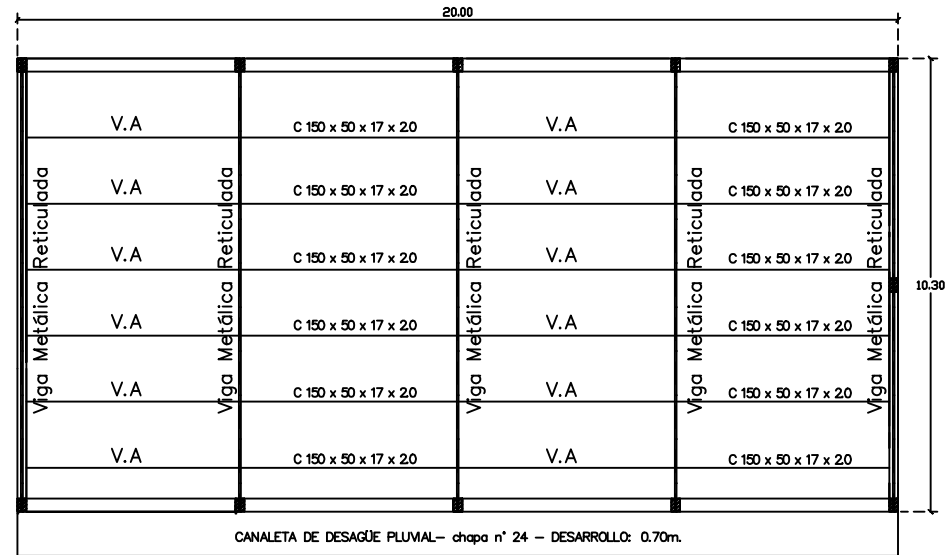 20.00
V.A
C 150 x 50 x 17 x 2.0
V.A
C 150 x 50 x 17 x 2.0
V.A
C 150 x 50 x 17 x 2.0
V.A
C 150 x 50 x 17 x 2.0
V.A
C 150 x 50 x 17 x 2.0
V.A
C 150 x 50 x 17 x 2.0
V.A
C 150 x 50 x 17 x 2.0
V.A
C 150 x 50 x 17 x 2.0
V.A
C 150 x 50 x 17 x 2.0
V.A
C 150 x 50 x 17 x 2.0
V.A
C 150 x 50 x 17 x 2.0
V.A
C 150 x 50 x 17 x 2.0
Viga Metálica Reticulada
Viga Metálica Reticulada
Viga Metálica Reticulada
Viga Metálica Reticulada
Viga Metálica Reticulada
10.30
CANALETA DE DESAGÜE PLUVIAL– chapa n° 24 – DESARROLLO: 0.70m.